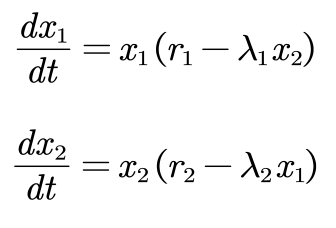 dx₁/dt = x₁(r₁ − λ₁x₂)
dx₂/dt = x₂(r₂ − λ₂x₁)